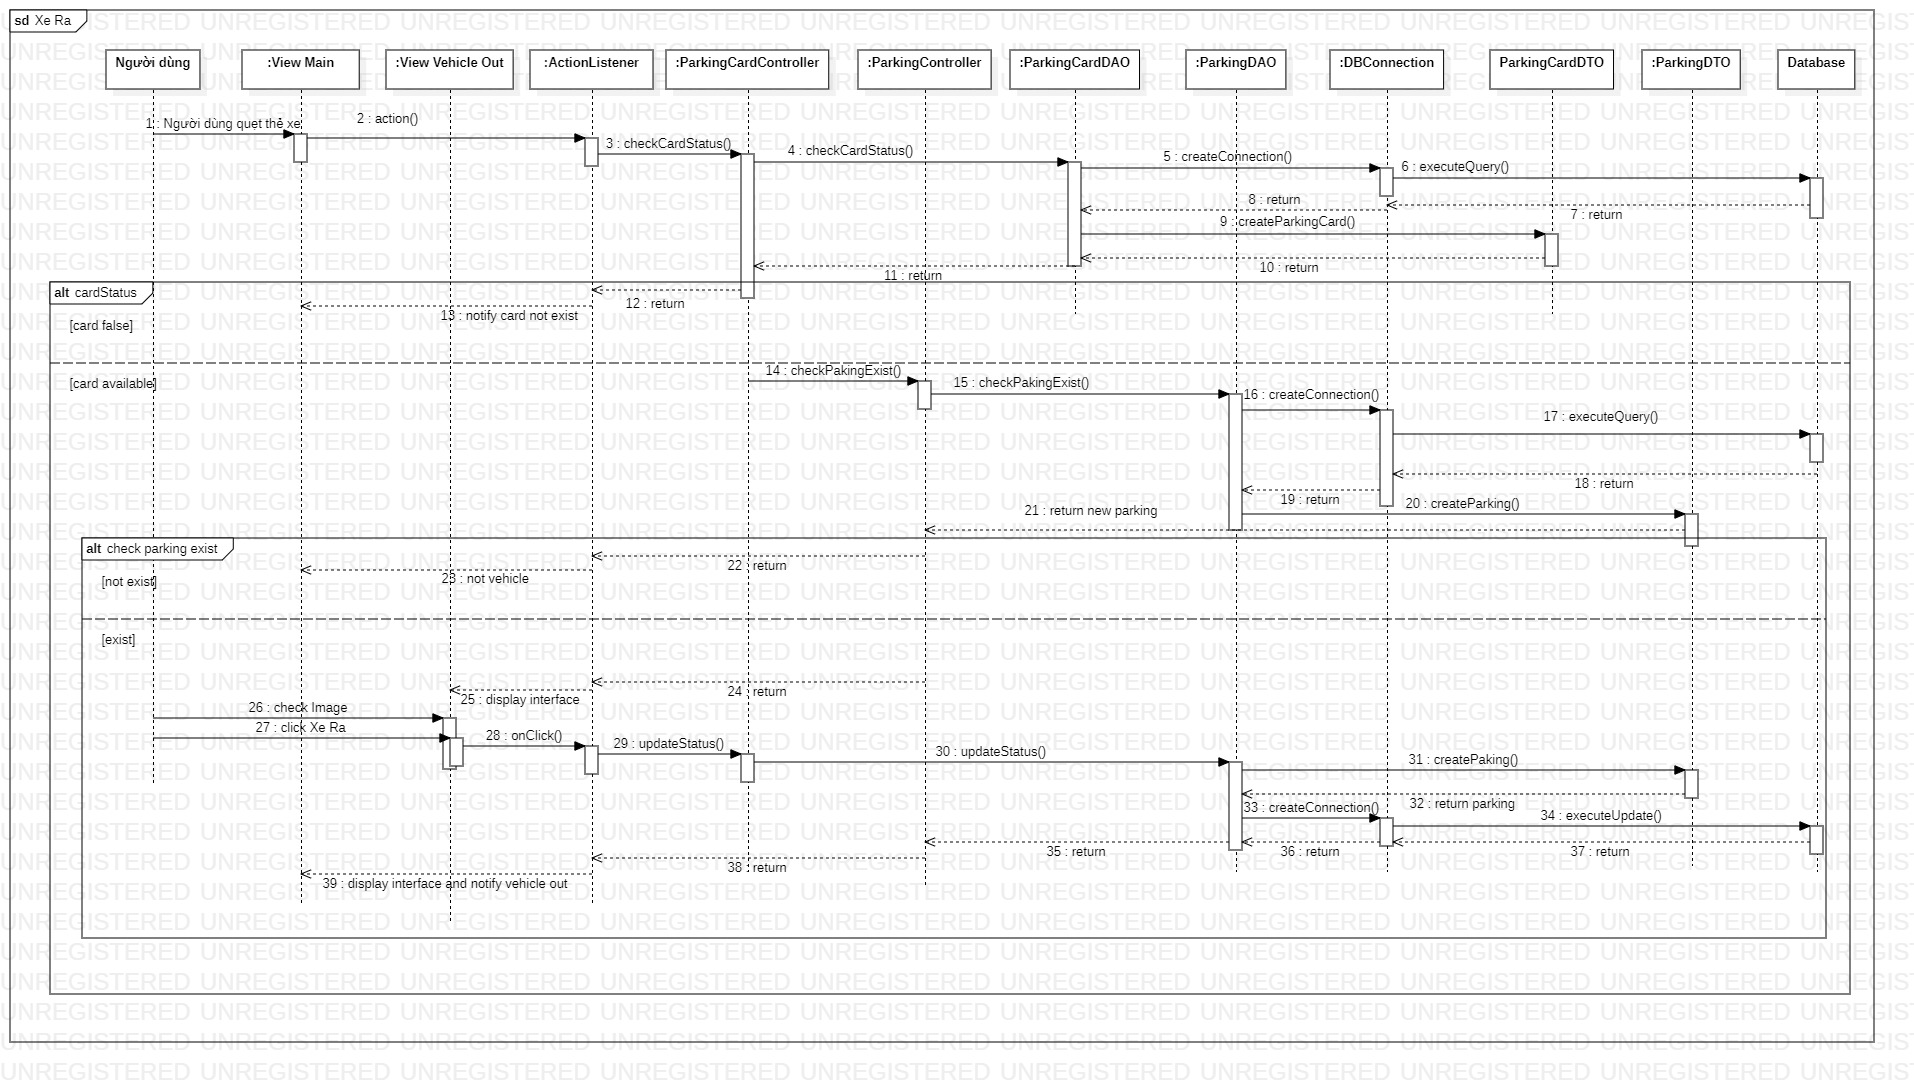 sd Xe Ra
Người dùng
:View Main
:View Vehicle Out
:ActionListener
:ParkingCardController
:ParkingController
:ParkingCardDAO
:ParkingDAO
:DBConnection
ParkingCardDTO
:ParkingDTO
Database
1 : Người dùng quẹt thẻ xe
2 : action()
3 : checkCardStatus()
4 : checkCardStatus()
5 : createConnection()
6 : executeQuery()
7 : return
8 : return
9 : createParkingCard()
10 : return
11 : return
alt cardStatus
12 : return
13 : notify card not exist
[card false]
[card available]
14 : checkPakingExist()
15 : checkPakingExist()
16 : createConnection()
17 : executeQuery()
18 : return
19 : return
20 : createParking()
21 : return new parking
alt check parking exist
22 : return
23 : not vehicle
[not exist]
[exist]
24 : return
25 : display interface
26 : check Image
27 : click Xe Ra
28 : onClick()
29 : updateStatus()
30 : updateStatus()
31 : createPaking()
32 : return parking
33 : createConnection()
34 : executeUpdate()
35 : return
36 : return
37 : return
38 : return
39 : display interface and notify vehicle out
UNREGISTERED